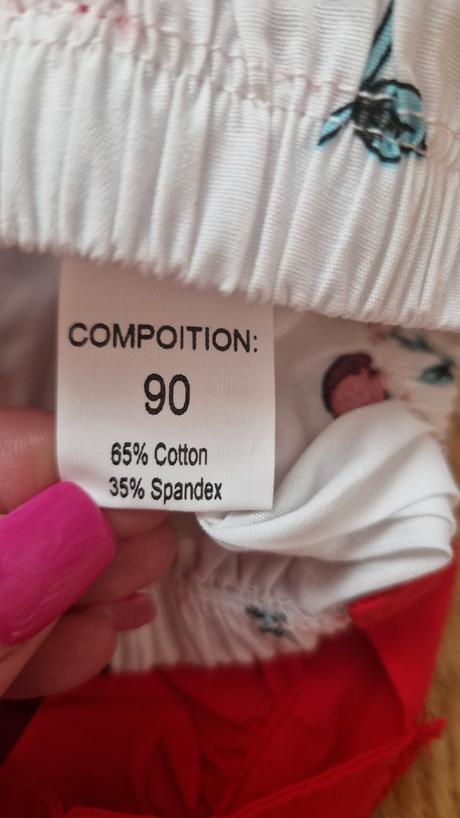 COMPOITION:
90
65% Cotton
35% Spandex